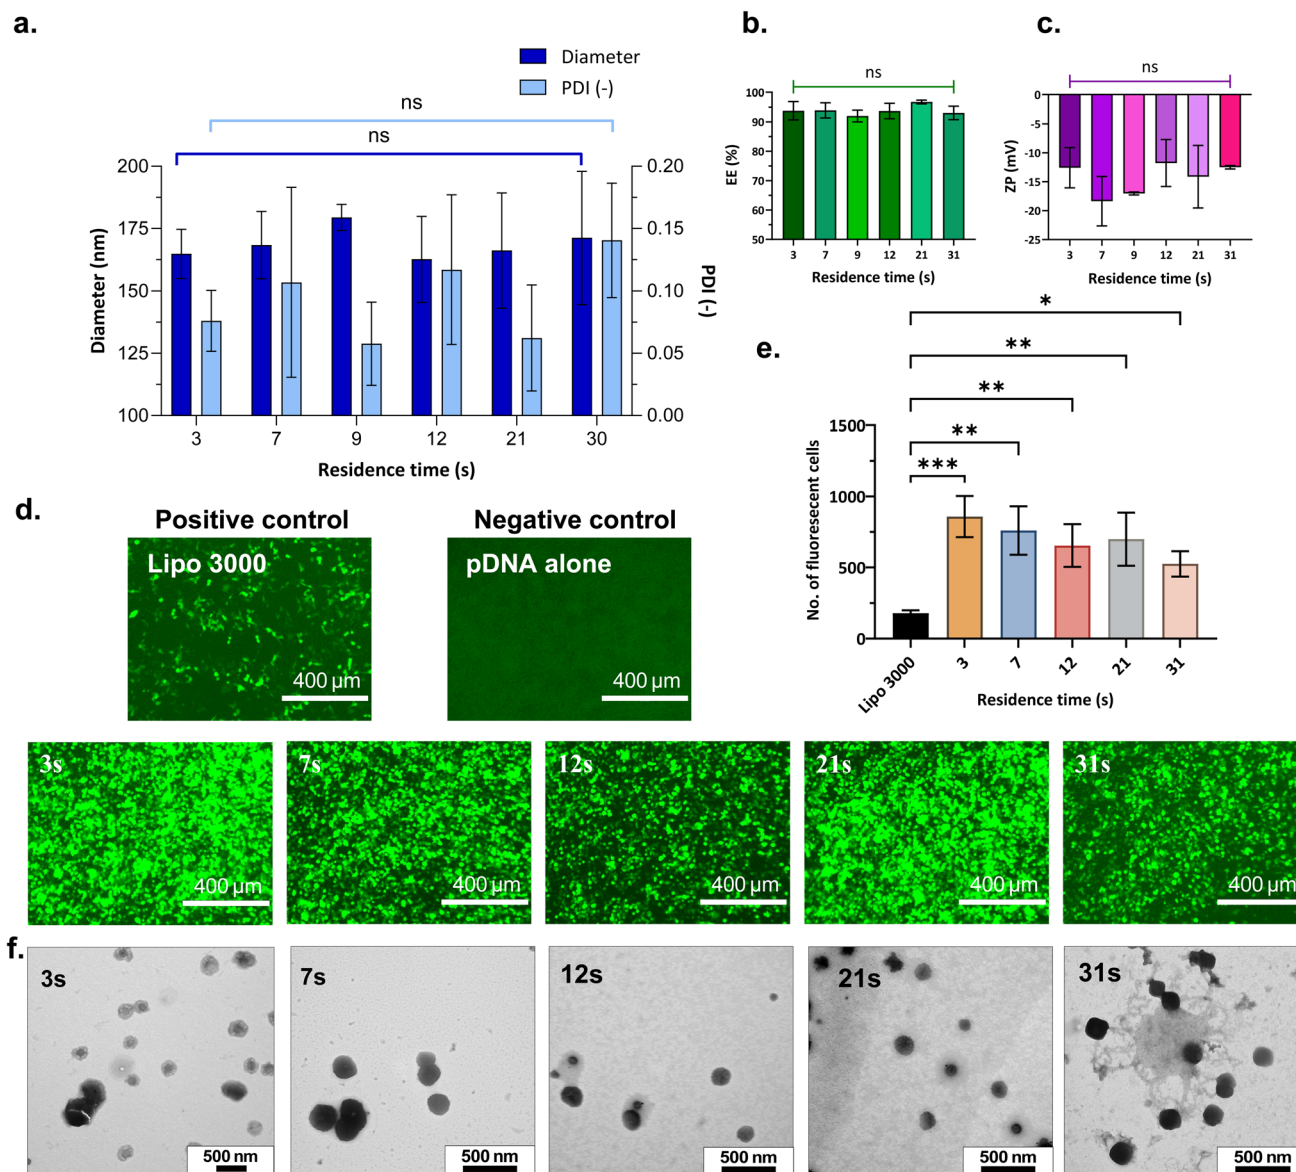 a.
Diameter
PDI (-)
ns
ns
Diameter (nm)
200
175
150
125
100
0.20
0.15
0.10
0.05
0.00
PDI (-)
3 7 9 12 21 30
Residence time (s)
b.
ns
EE (%)
100
90
80
70
60
50
3 7 9 12 21 31
Residence time (s)
c.
ns
ZP (mV)
0
-5
-10
-15
-20
-25
3 7 9 12 21 31
Residence time (s)
d.
Positive control
Negative control
Lipo 3000
400 µm
pDNA alone
400 µm
3s
400 µm
7s
400 µm
12s
400 µm
21s
400 µm
31s
400 µm
e.
*
**
**
**
***
No. of fluoresecent cells
1500
1000
500
0
Lipo 3000 3 7 12 21 31
Residence time (s)
f.
3s
500 nm
7s
500 nm
12s
500 nm
21s
500 nm
31s
500 nm